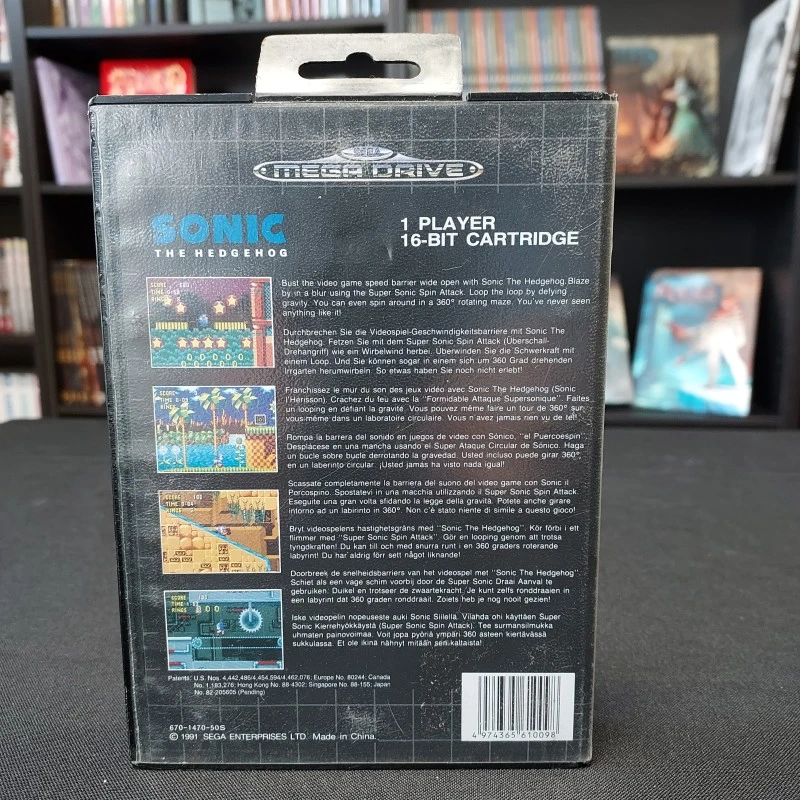 SEGA
MEGA DRIVE
SONIC
THE HEDGEHOG
1 PLAYER
16-BIT CARTRIDGE
Bust the video game speed barrier wide open with Sonic The Hedgehog. Blaze
by in a blur using the Super Sonic Spin Attack. Loop the loop by defying
gravity. You can even spin around in a 360° rotating maze. You've never seen
anything like it!
Durchbrechen Sie die Videospiel-Geschwindigkeitsbarriere mit Sonic The
Hedgehog. Fetzen Sie mit dem Super Sonic Spin Attack (Überschall-
Drehangriff) wie ein Wirbelwind herbei. Überwinden Sie die Schwerkraft mit
einem Loop. Und Sie können sogar in einem sich um 360 Grad drehenden
Irrgarten herumwirbeln. So etwas haben Sie noch nicht erlebt!
Franchissez le mur du son des jeux vidéo avec Sonic The Hedgehog (Sonic
l'Hérisson). Crachez du feu avec la "Formidable Attaque Supersonique". Faites
un looping en défiant la gravité. Vous pouvez même faire un tour de 360° sur
vous-même dans un laboratoire circulaire. Vous n'avez jamais rien vu de tel!
Rompa la barrera del sonido en juegos de video con Sónico, "el Puercoespin".
Desplácese en una mancha usando el Super Ataque Circular de Sónico. Haga
un bucle sobre bucle derrotando la gravedad. Usted incluso puede girar 360°,
en un laberinto circular. ¡Usted jamás ha visto nada igual!
Scassate completamente la barriera del suono del video game con Sonic il
Porcospino. Spostatevi in una macchia utilizzando il Super Sonic Spin Attack.
Eseguite una gran volta sfidando la legge della gravità. Potete anche girare
intorno ad un labirinto in 360°. Non c'è stato niente di simile a questo gioco!
Bryt videospelens hastighetsgräns med "Sonic The Hedgehog". Kör förbi i ett
flimmer med "Super Sonic Spin Attack". Gör en looping genom att trotsa
tyngdkraften! Du kan till och med snurra runt i en 360 graders roterande
labyrint! Du har aldrig förr sett något liknande!
Doorbreek de snelheidsbarriers van het videospel met "Sonic The Hedgehog".
Schiet als een vage schim voorbij door de Super Sonic Draai Aanval te
gebruiken. Duikel en trotseer de zwaartekracht. Je kunt zelfs ronddraaien in
een labyrint dat 360 graden ronddraait. Zoiets heb je nog nooit gezien!
Iske videopelin nopeuseste auki Sonic Siilellä. Vilahda ohi käyttäen Super
Sonic Kierrehyökkäystä (Super Sonic Spin Attack). Tee surmansilmukka
uhmaten painovoimaa. Voit jopa pyöriä ympäri 360 asteen kiertävässä
sukkulassa. Et ole ikinä nähnyt mitään sen kaltaista!
Patents: U.S. Nos. 4,442,486/4,454,594/4,462,076; Europe No. 80244; Canada
No. 1,183,276; Hong Kong No. 88-4302; Singapore No. 88-155; Japan
No. 82-205605 (Pending)
670-1470-50S
© 1991 SEGA ENTERPRISES LTD. Made in China.
4 974365 610098